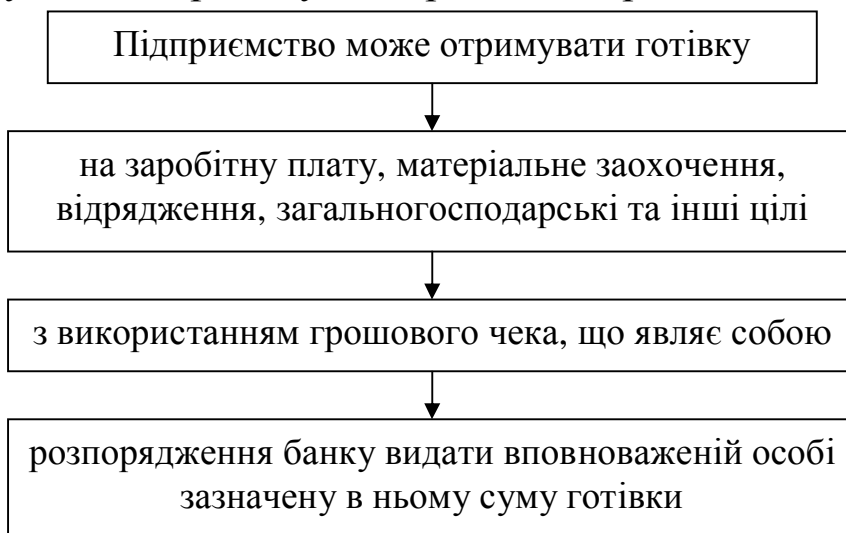 Підприємство може отримувати готівку
на заробітну плату, матеріальне заохочення,
відрядження, загальногосподарські та інші цілі
з використанням грошового чека, що являє собою
розпорядження банку видати вповноваженій особі
зазначену в ньому суму готівки